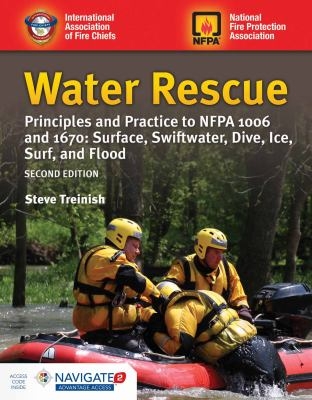 International
Association
of Fire Chiefs
NFPA
National
Fire Protection
Association
Water Rescue
Principles and Practice to NFPA 1006
and 1670: Surface, Swiftwater, Dive, Ice,
Surf, and Flood
SECOND EDITION
Steve Treinish
ACCESS CODE
INSIDE
NAVIGATE 2
ADVANTAGE ACCESS